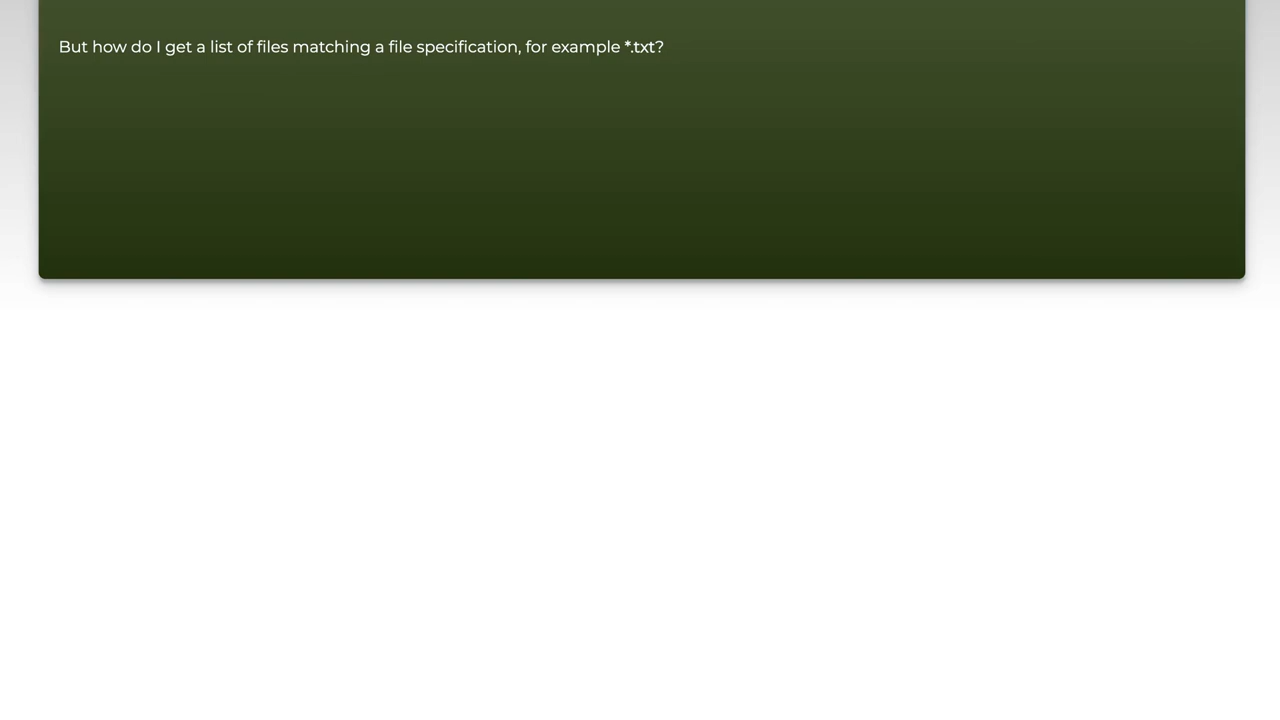 But how do I get a list of files matching a file specification, for example *.txt?